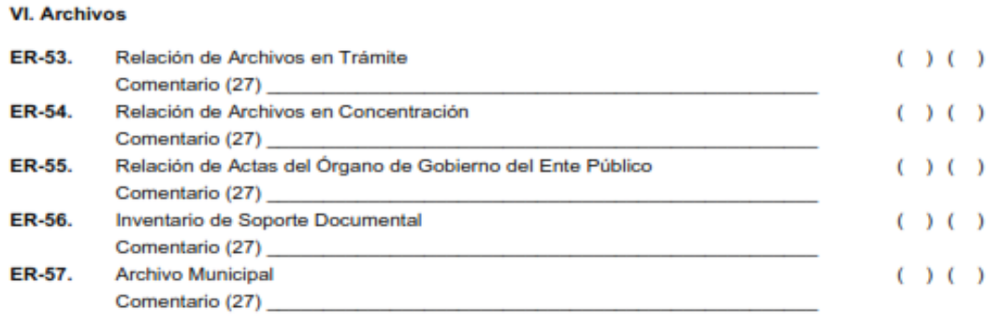 VI. Archivos
ER-53. Relación de Archivos en Trámite ( ) ( )
Comentario (27) ____________________________________________
ER-54. Relación de Archivos en Concentración ( ) ( )
Comentario (27) ____________________________________________
ER-55. Relación de Actas del Órgano de Gobierno del Ente Público ( ) ( )
Comentario (27) ____________________________________________
ER-56. Inventario de Soporte Documental ( ) ( )
Comentario (27) ____________________________________________
ER-57. Archivo Municipal ( ) ( )
Comentario (27) ____________________________________________